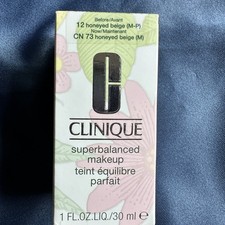 Before/Avant
12 honeyed beige (M-P)
Now/Maintenant
CN 73 honeyed beige (M)
C
CLINIQUE
superbalanced
makeup
teint équilibre
parfait
1 FL.OZ.LIQ./30 ml e